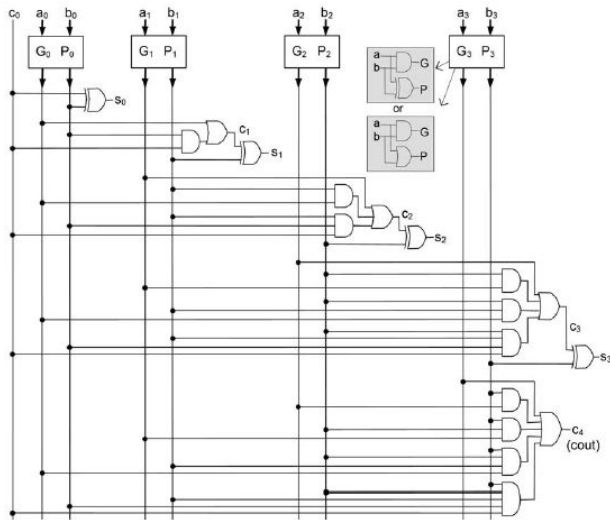 c₀ a₀ b₀ a₁ b₁ a₂ b₂ a₃ b₃
G₀ P₀ G₁ P₁ G₂ P₂ G₃ P₃
a
b
G
P
or
a
b
G
P
s₀
c₁
s₁
c₂
s₂
c₃
s₃
c₄
(cout)